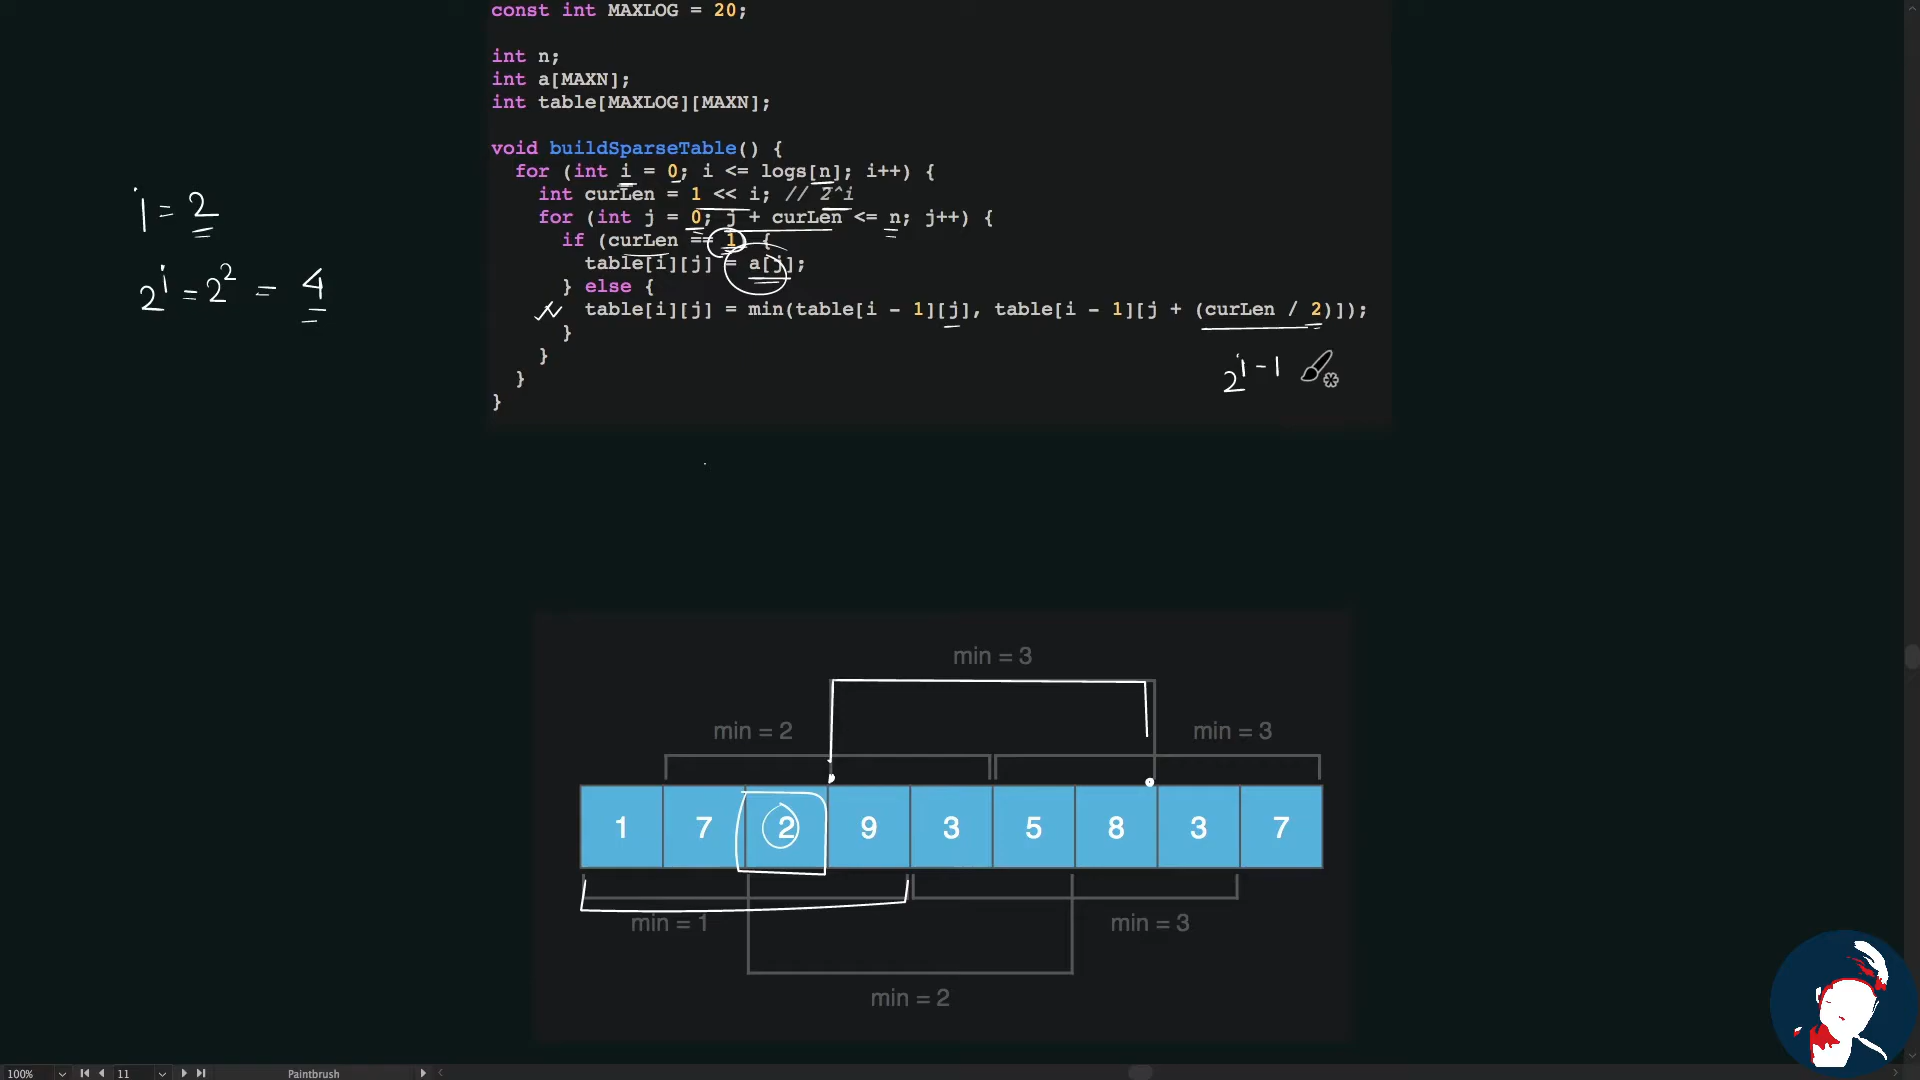 const int MAXLOG = 20;
int n;
int a[MAXN];
int table[MAXLOG][MAXN];
void buildSparseTable() {
for (int i = 0; i <= logs[n]; i++) {
int curLen = 1 << i; // 2^i
for (int j = 0; j + curLen <= n; j++) {
if (curLen == 1) {
table[i][j] = a[j];
} else {
table[i][j] = min(table[i - 1][j], table[i - 1][j + (curLen / 2)]);
}
}
}
}
i = 2
2^i = 2^2 = 4
2^i-1
min = 3
min = 2
min = 3
1 7 2 9 3 5 8 3 7
min = 1
min = 3
min = 2
100%
11
Paintbrush